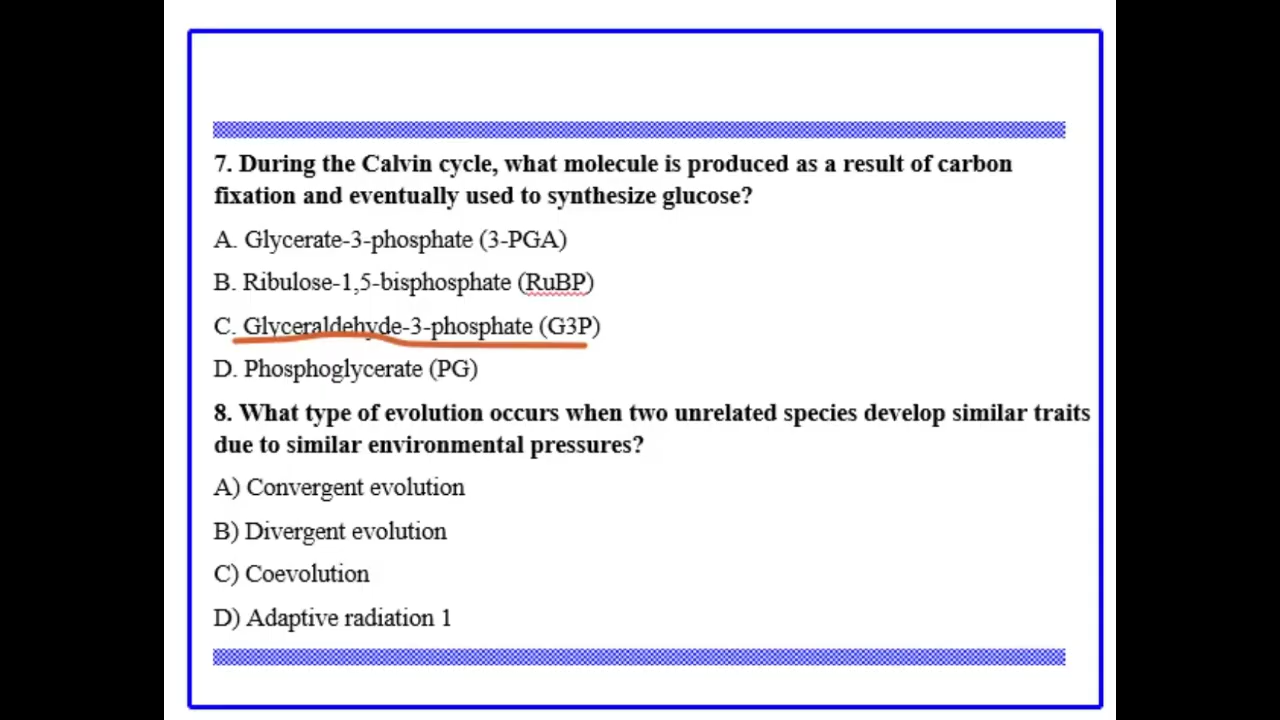 7. During the Calvin cycle, what molecule is produced as a result of carbon
fixation and eventually used to synthesize glucose?
A. Glycerate-3-phosphate (3-PGA)
B. Ribulose-1,5-bisphosphate (RuBP)
C. Glyceraldehyde-3-phosphate (G3P)
D. Phosphoglycerate (PG)
8. What type of evolution occurs when two unrelated species develop similar traits
due to similar environmental pressures?
A) Convergent evolution
B) Divergent evolution
C) Coevolution
D) Adaptive radiation 1